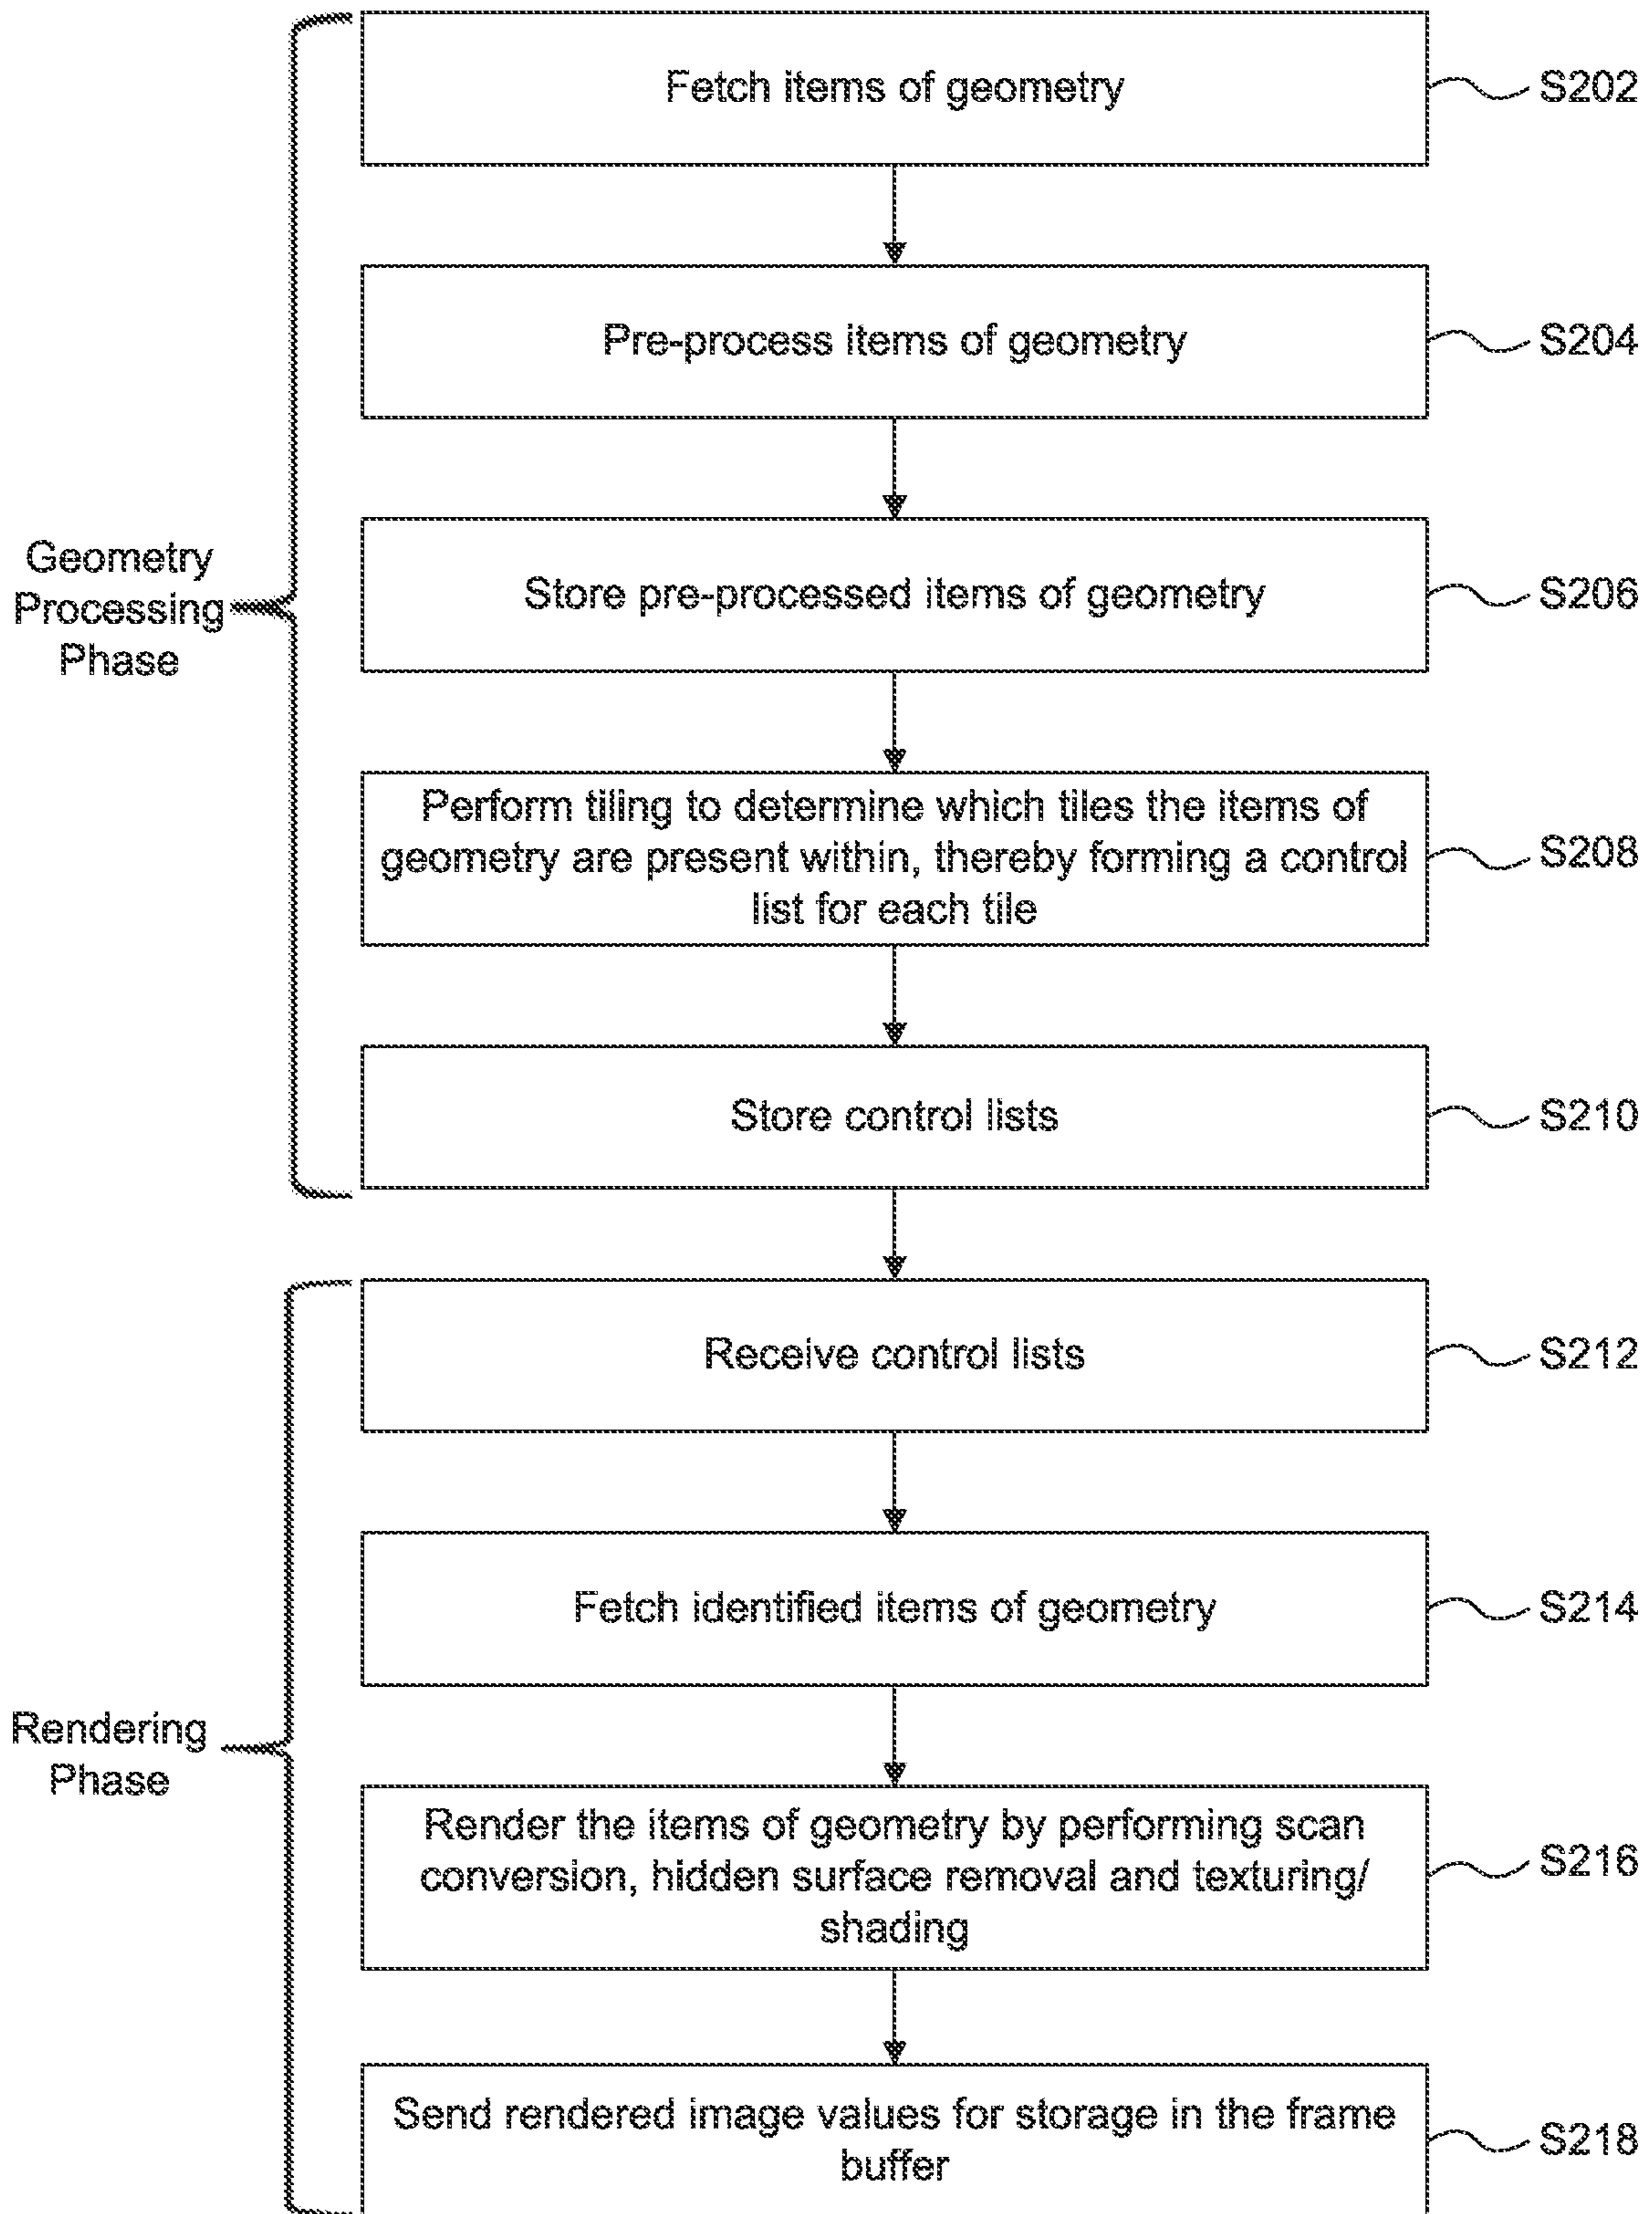 Fetch items of geometry
S202
Pre-process items of geometry
S204
Geometry
Processing
Phase
Store pre-processed items of geometry
S206
Perform tiling to determine which tiles the items of
geometry are present within, thereby forming a control
list for each tile
S208
Store control lists
S210
Receive control lists
S212
Fetch identified items of geometry
S214
Rendering
Phase
Render the items of geometry by performing scan
conversion, hidden surface removal and texturing/
shading
S216
Send rendered image values for storage in the frame
buffer
S218